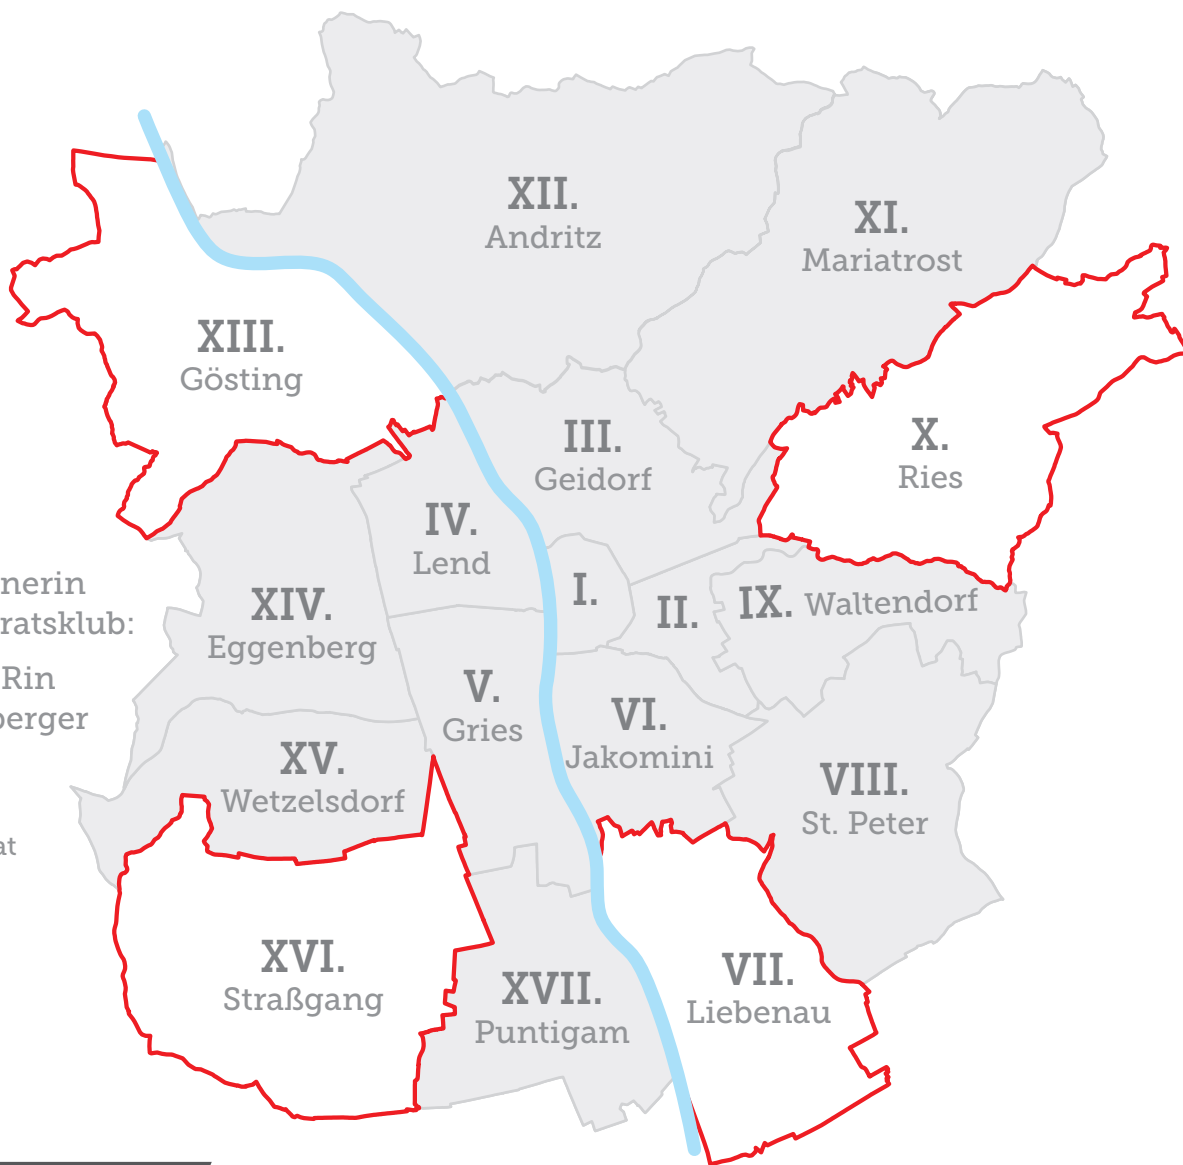 XII.
Andritz
XI.
Mariatrost
XIII.
Gösting
III.
Geidorf
X.
Ries
IV.
Lend
I.
II.
IX. Waltendorf
XIV.
Eggenberg
nerin
ratsklub:
Rin
berger
at
V.
Gries
VI.
Jakomini
XV.
Wetzelsdorf
VIII.
St. Peter
XVI.
Straßgang
XVII.
Puntigam
VII.
Liebenau